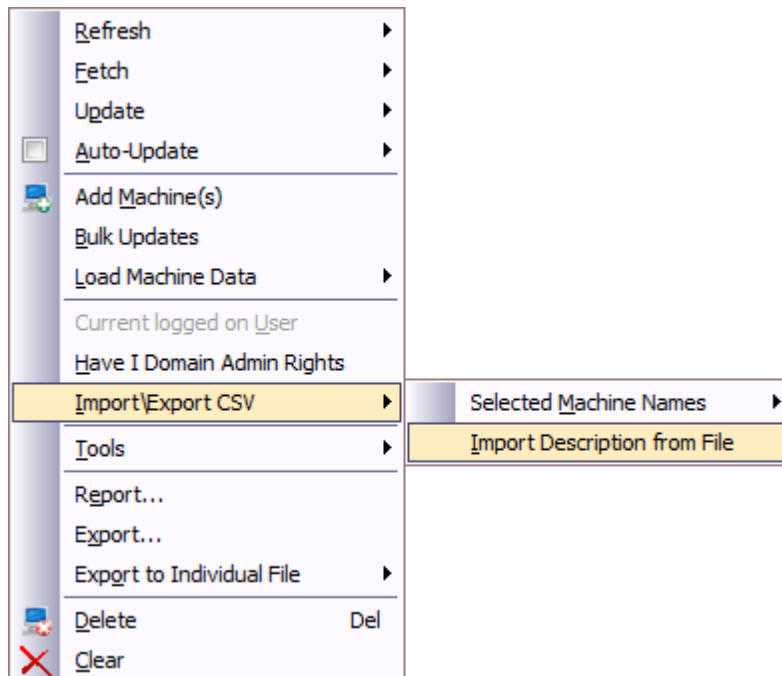 Refresh
Fetch
Update
Auto-Update
Add Machine(s)
Bulk Updates
Load Machine Data
Current logged on User
Have I Domain Admin Rights
Import\Export CSV
Selected Machine Names
Import Description from File
Tools
Report...
Export...
Export to Individual File
Delete Del
Clear